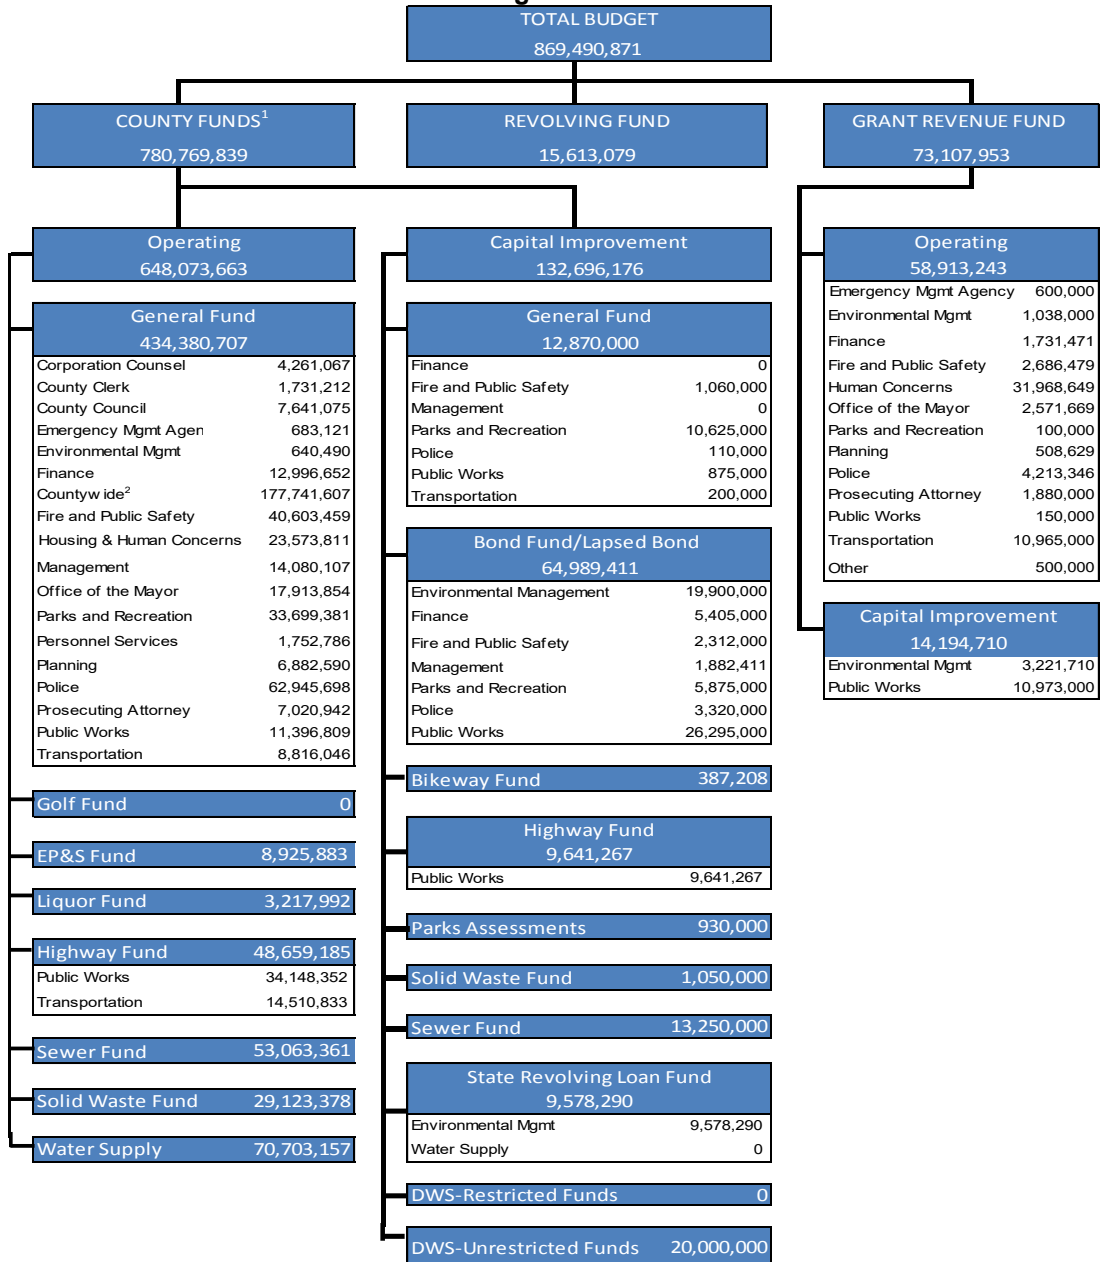 TOTAL BUDGET
869,490,871
COUNTY FUNDS¹
780,769,839
REVOLVING FUND
15,613,079
GRANT REVENUE FUND
73,107,953
Operating
648,073,663
General Fund
434,380,707
Corporation Counsel 4,261,067
County Clerk 1,731,212
County Council 7,641,075
Emergency Mgmt Agen 683,121
Environmental Mgmt 640,490
Finance 12,996,652
Countywide² 177,741,607
Fire and Public Safety 40,603,459
Housing & Human Concerns 23,573,811
Management 14,080,107
Office of the Mayor 17,913,854
Parks and Recreation 33,699,381
Personnel Services 1,752,786
Planning 6,882,590
Police 62,945,698
Prosecuting Attorney 7,020,942
Public Works 11,396,809
Transportation 8,816,046
Golf Fund 0
EP&S Fund 8,925,883
Liquor Fund 3,217,992
Highway Fund 48,659,185
Public Works 34,148,352
Transportation 14,510,833
Sewer Fund 53,063,361
Solid Waste Fund 29,123,378
Water Supply 70,703,157
Capital Improvement
132,696,176
General Fund
12,870,000
Finance 0
Fire and Public Safety 1,060,000
Management 0
Parks and Recreation 10,625,000
Police 110,000
Public Works 875,000
Transportation 200,000
Bond Fund/Lapsed Bond
64,989,411
Environmental Management 19,900,000
Finance 5,405,000
Fire and Public Safety 2,312,000
Management 1,882,411
Parks and Recreation 5,875,000
Police 3,320,000
Public Works 26,295,000
Bikeway Fund 387,208
Highway Fund
9,641,267
Public Works 9,641,267
Parks Assessments 930,000
Solid Waste Fund 1,050,000
Sewer Fund 13,250,000
State Revolving Loan Fund
9,578,290
Environmental Mgmt 9,578,290
Water Supply 0
DWS-Restricted Funds 0
DWS-Unrestricted Funds 20,000,000
Operating
58,913,243
Emergency Mgmt Agency 600,000
Environmental Mgmt 1,038,000
Finance 1,731,471
Fire and Public Safety 2,686,479
Human Concerns 31,968,649
Office of the Mayor 2,571,669
Parks and Recreation 100,000
Planning 508,629
Police 4,213,346
Prosecuting Attorney 1,880,000
Public Works 150,000
Transportation 10,965,000
Other 500,000
Capital Improvement
14,194,710
Environmental Mgmt 3,221,710
Public Works 10,973,000